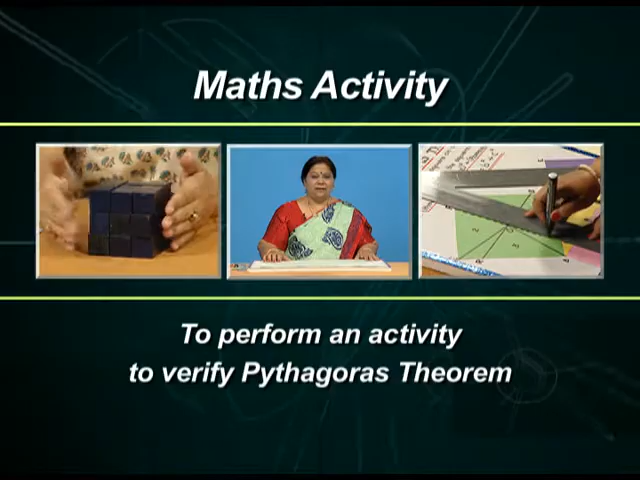 Maths Activity
To perform an activity
to verify Pythagoras Theorem